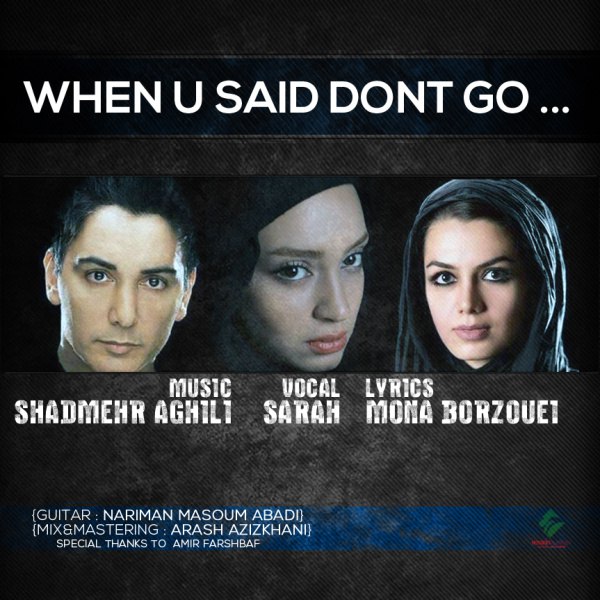 WHEN U SAID DONT GO ...
MUSIC
SHADMEHR AGHILI
VOCAL
SARAH
LYRICS
MONA BORZOUEI
{GUITAR : NARIMAN MASOUM ABADI}
{MIX&MASTERING : ARASH AZIZKHANI}
SPECIAL THANKS TO AMIR FARSHBAF